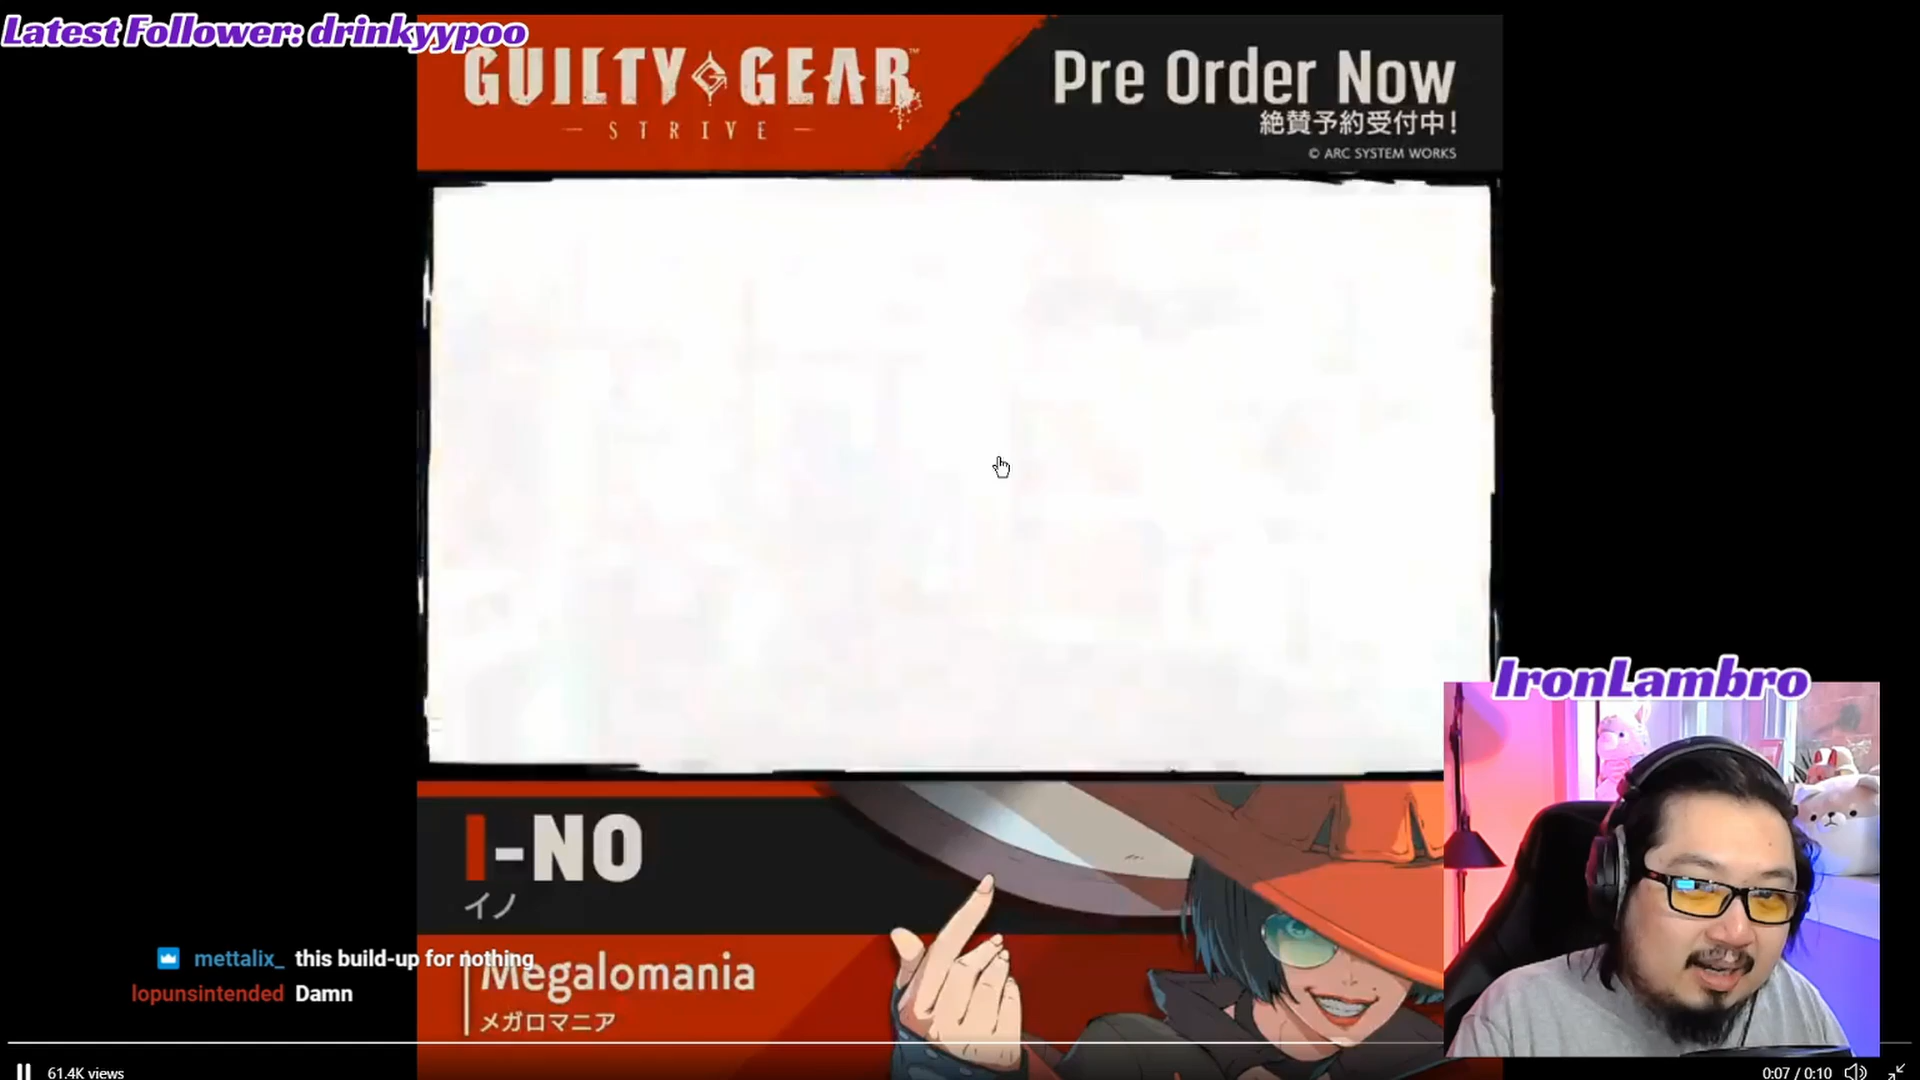 Latest Follower: drinkyypoo
GUILTY GEAR™
- STRIVE -
Pre Order Now
絶賛予約受付中!
© ARC SYSTEM WORKS
IronLambro
I-NO
イノ
mettalix_ this build-up for nothing
lopunsintended Damn
Megalomania
メガロマニア
61.4K views
0:07 / 0:10